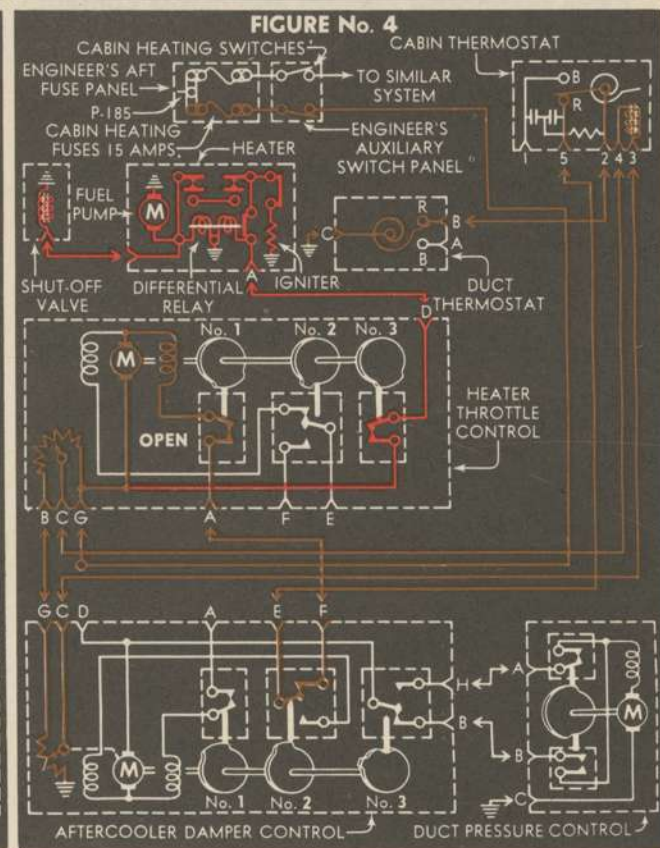 FIGURE No. 4
CABIN HEATING SWITCHES
CABIN THERMOSTAT
ENGINEER'S AFT
FUSE PANEL
TO SIMILAR
SYSTEM
P-185
CABIN HEATING
FUSES 15 AMPS.
HEATER
ENGINEER'S
AUXILIARY
SWITCH PANEL
B
R
1 5 2 4 3
FUEL
PUMP
M
A
SHUT-OFF
VALVE
DIFFERENTIAL
RELAY
IGNITER
C
R
B
A
B
DUCT
THERMOSTAT
D
No. 1
No. 2
No. 3
M
OPEN
HEATER
THROTTLE
CONTROL
B C G A F E
G C D A E F
H
B
M
No. 1
No. 2
No. 3
A
B
C
M
AFTERCOOLER DAMPER CONTROL
DUCT PRESSURE CONTROL